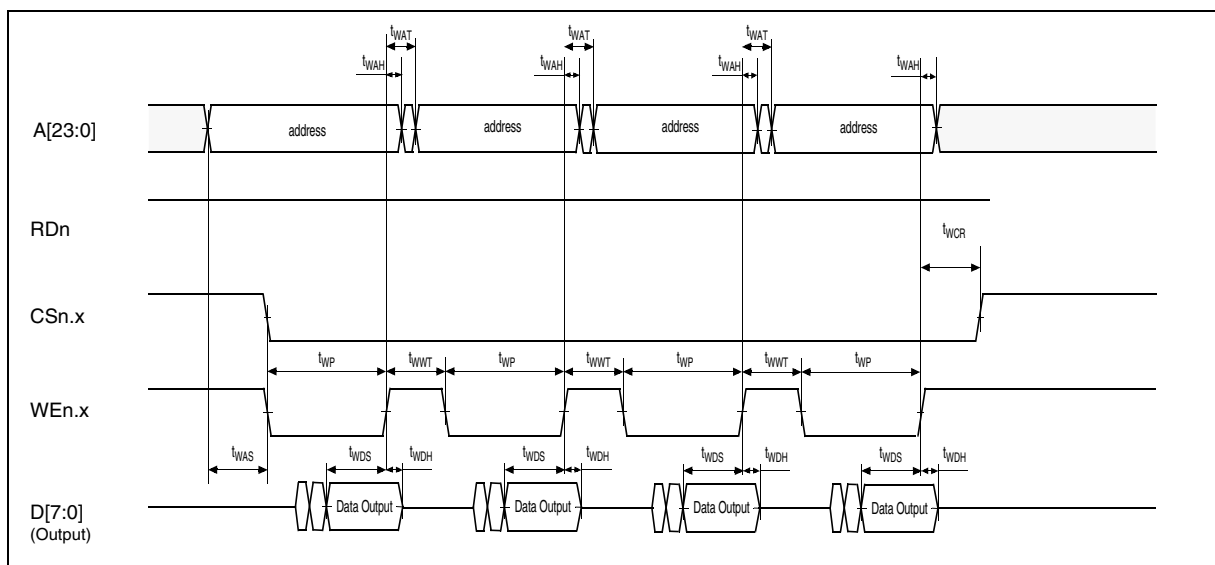 tWAT tWAT tWAT
tWAH tWAH tWAH tWAH
A[23:0] address address address address
RDn
tWCR
CSn.x
tWP tWWT tWP tWWT tWP tWWT tWP
WEn.x
tWAS tWDS tWDH tWDS tWDH tWDS tWDH tWDS tWDH
D[7:0] Data Output Data Output Data Output Data Output
(Output)